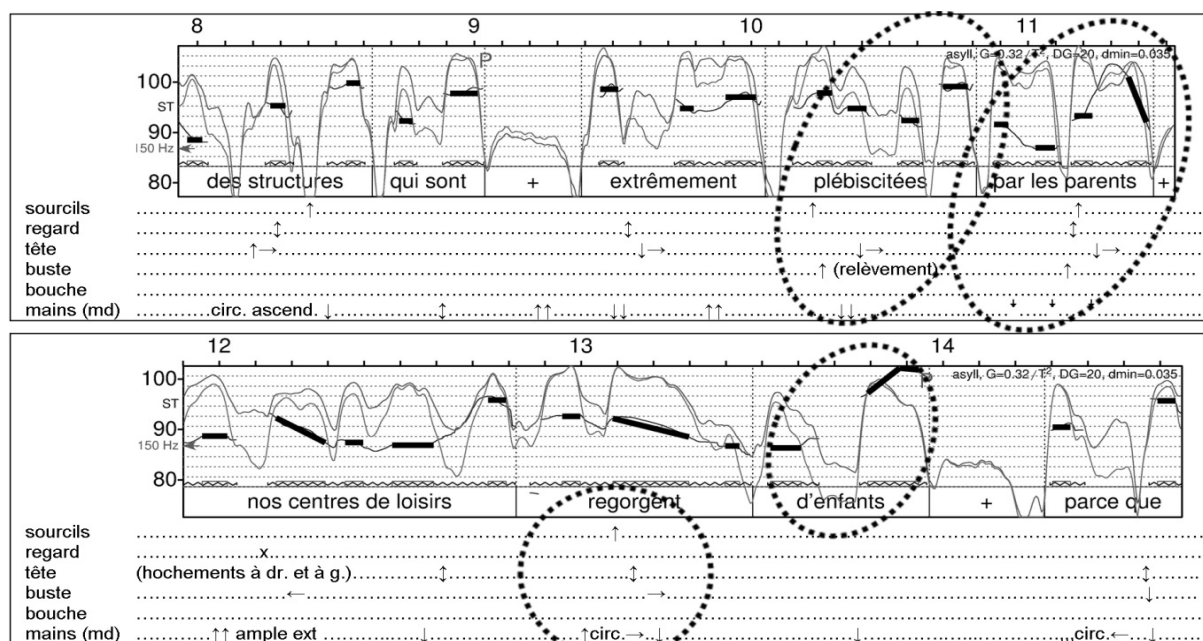 8 9 10 11
asyll, G=0.32/T², DG=20, dmin=0.035
P
100
ST
90
150 Hz
80
des structures qui sont + extrêmement plébiscitées par les parents +
sourcils ↑ ↑ ↑
regard ↕ ↕ ↕
tête ↑→ ↓→ ↓→ ↓→
buste ↑ (relèvement) ↑
bouche
mains (md) circ. ascend. ↓ ↕ ↑↑ ↓↓ ↑↑ ↓↓ ↓ ↓ ↓
12 13 14
asyll, G=0.32/T², DG=20, dmin=0.035
100
ST
90
150 Hz
80
nos centres de loisirs regorgent d'enfants + parce que
sourcils ↑
regard x
tête (hochements à dr. et à g.) ↕ ↕ ↕
buste ← → ↓
bouche
mains (md) ↑↑ ample ext ↑circ.→ circ.←